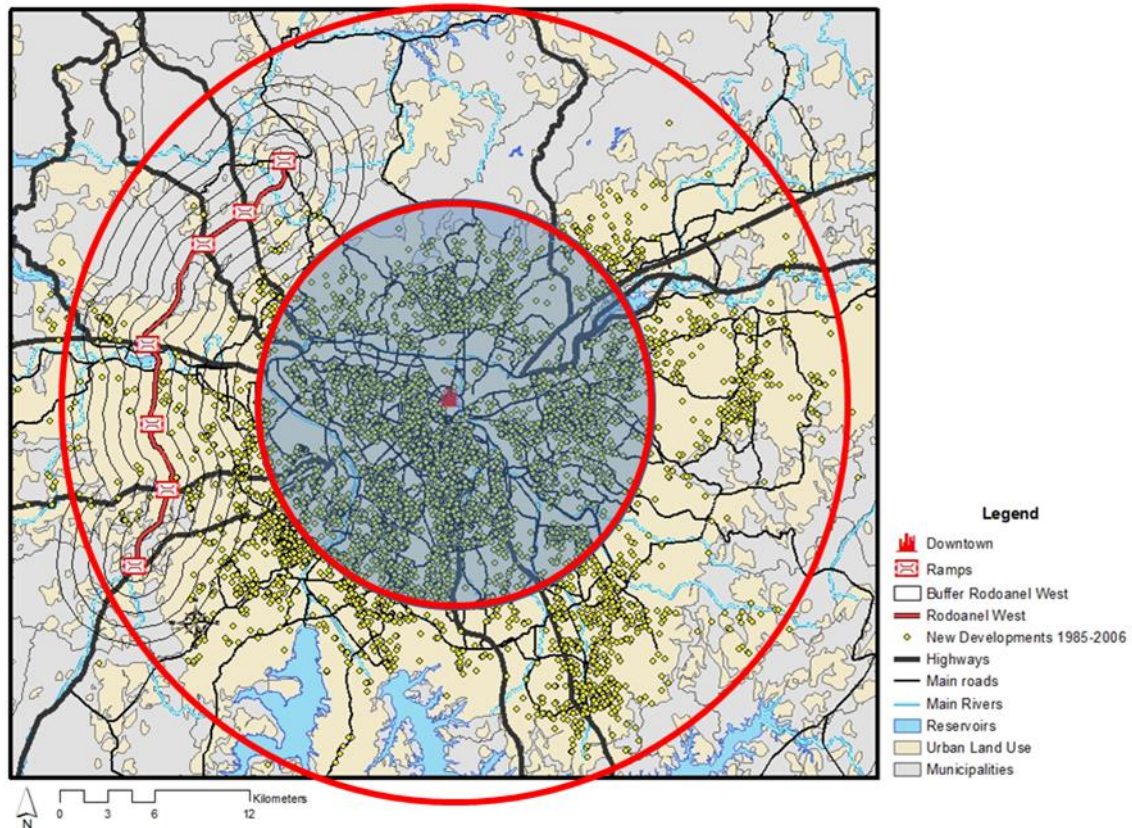 Legend
Downtown
Ramps
Buffer Rodoanel West
Rodoanel West
New Developments 1985-2006
Highways
Main roads
Main Rivers
Reservoirs
Urban Land Use
Municipalities
N
Kilometers
0 3 6 12